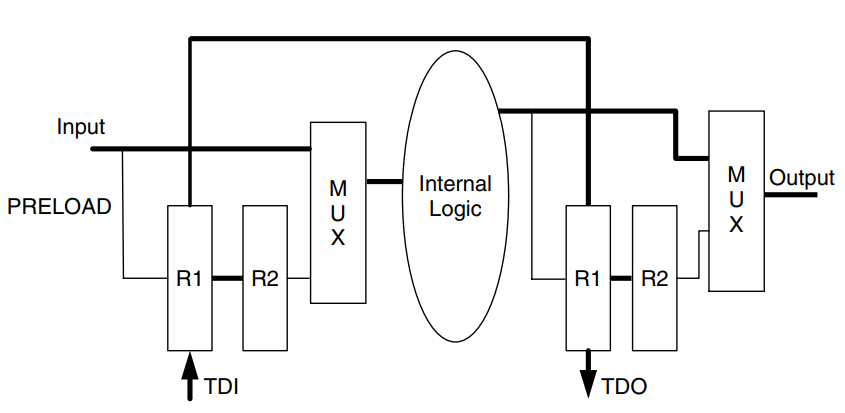 Input
PRELOAD
R1
R2
M
U
X
Internal
Logic
R1
R2
M
U
X
Output
TDI
TDO